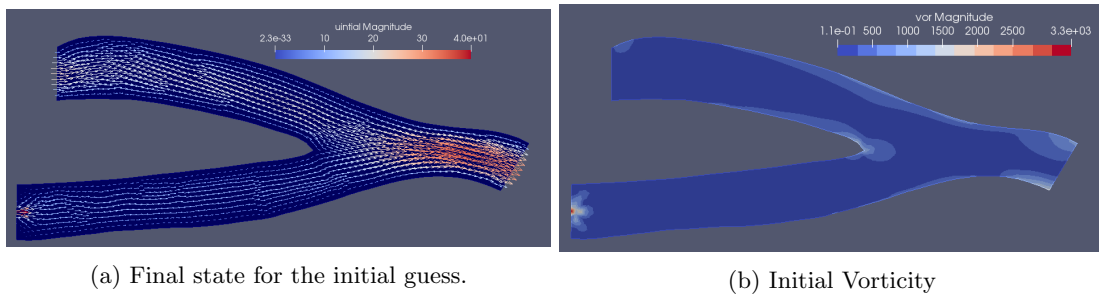 uintial Magnitude
2.3e-33 10 20 30 4.0e+01
vor Magnitude
1.1e-01 500 1000 1500 2000 2500 3.3e+03
(a) Final state for the initial guess.
(b) Initial Vorticity